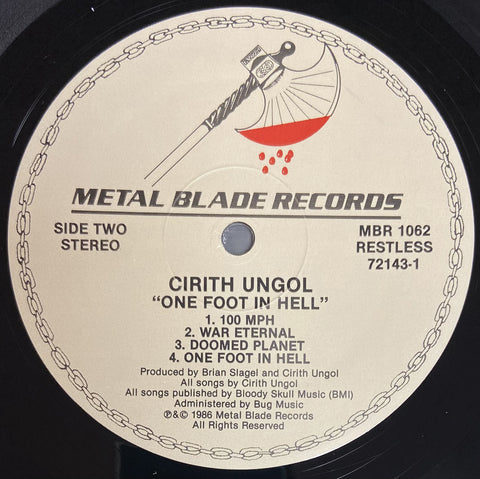 METAL BLADE RECORDS
SIDE TWO
STEREO
MBR 1062
RESTLESS
72143-1
CIRITH UNGOL
“ONE FOOT IN HELL”
1. 100 MPH
2. WAR ETERNAL
3. DOOMED PLANET
4. ONE FOOT IN HELL
Produced by Brian Slagel and Cirith Ungol
All songs by Cirith Ungol
All songs published by Bloody Skull Music (BMI)
Administered by Bug Music
℗&© 1986 Metal Blade Records
All Rights Reserved